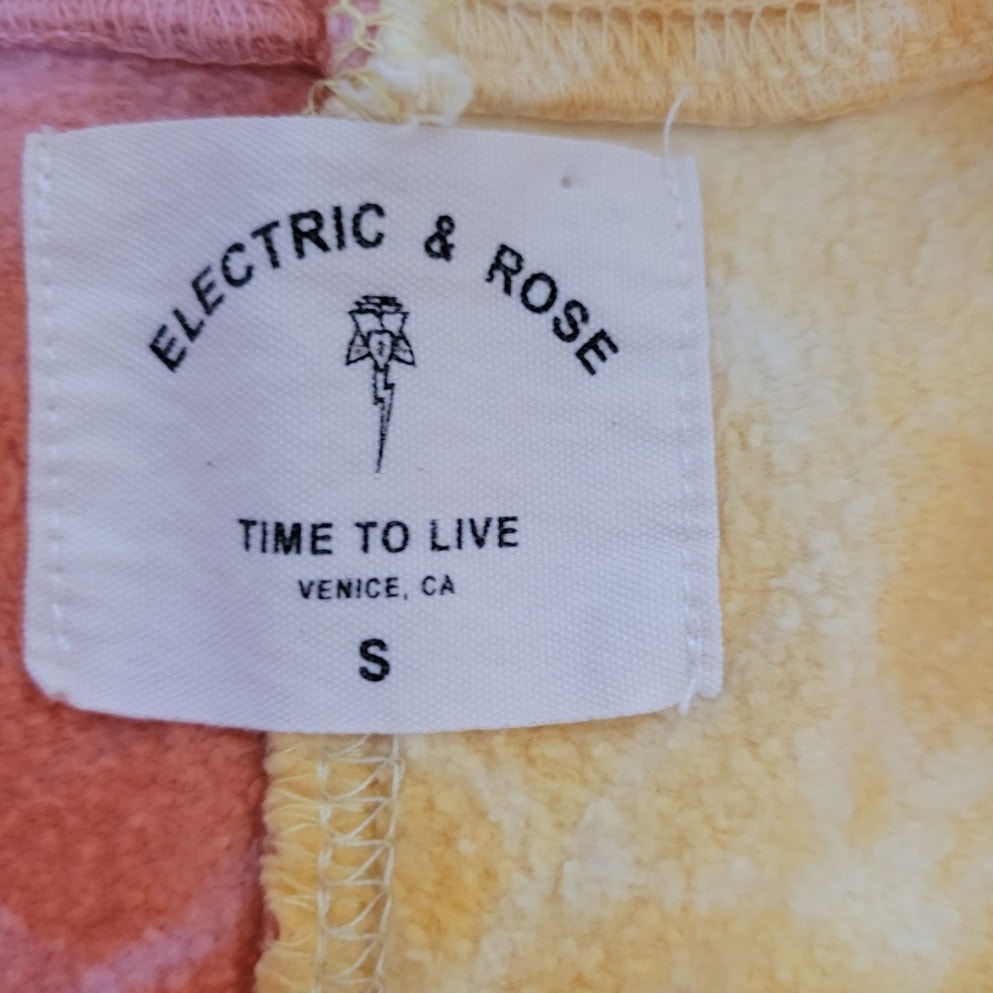 ELECTRIC & ROSE
TIME TO LIVE
VENICE, CA
S